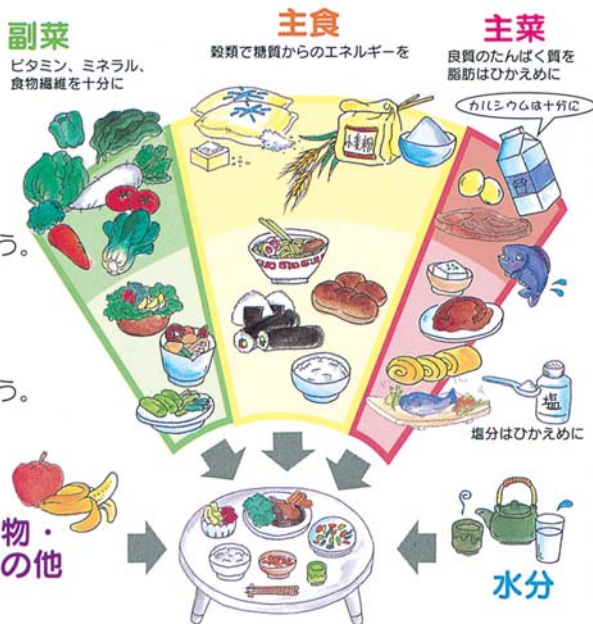 副菜
ビタミン、ミネラル、
食物繊維を十分に
主食
穀類で糖質からのエネルギーを
主菜
良質のたんぱく質を
脂肪はひかえめに
カルシウムは十分に
米
小麦粉
う。
う。
塩
塩分はひかえめに
物・
の他
水分